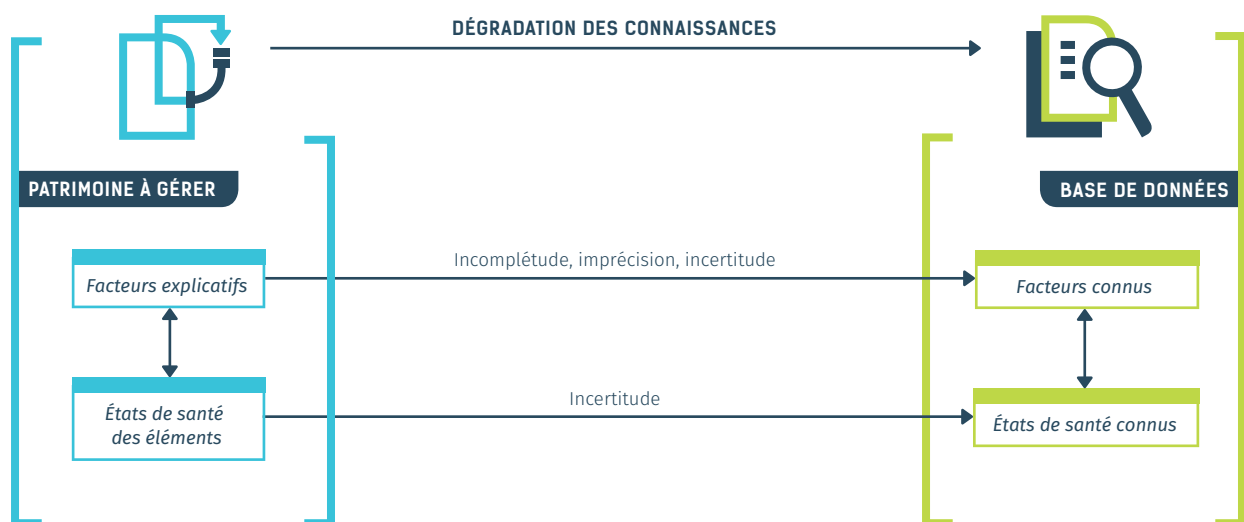 DÉGRADATION DES CONNAISSANCES
PATRIMOINE À GÉRER
BASE DE DONNÉES
Incomplétude, imprécision, incertitude
Facteurs explicatifs
Facteurs connus
Incertitude
États de santé
des éléments
États de santé connus